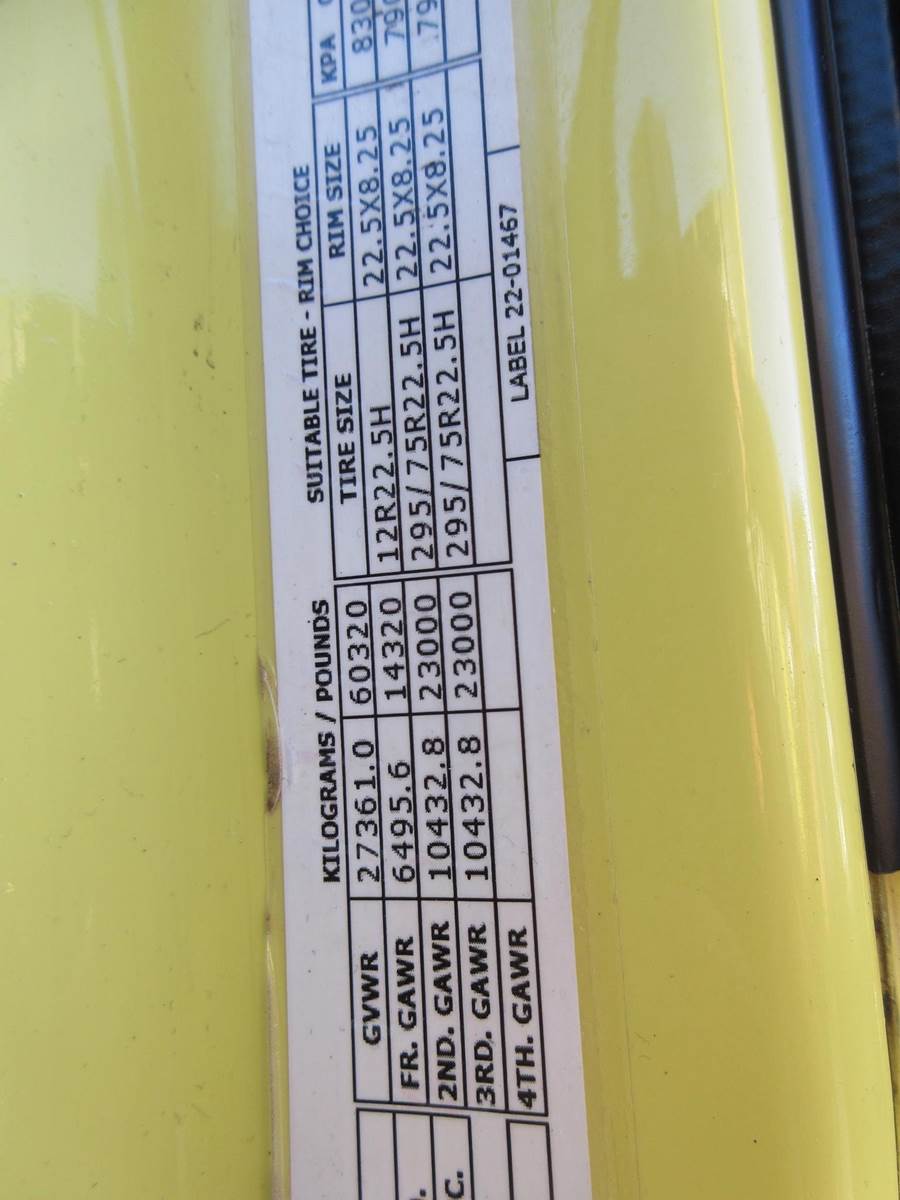 KILOGRAMS / POUNDS SUITABLE TIRE - RIM CHOICE
TIRE SIZE RIM SIZE KPA
GVWR 27361.0 60320
FR. GAWR 6495.6 14320 12R22.5H 22.5X8.25 830
2ND. GAWR 10432.8 23000 295/75R22.5H 22.5X8.25 790
3RD. GAWR 10432.8 23000 295/75R22.5H 22.5X8.25 79
4TH. GAWR
C.
LABEL 22-01467